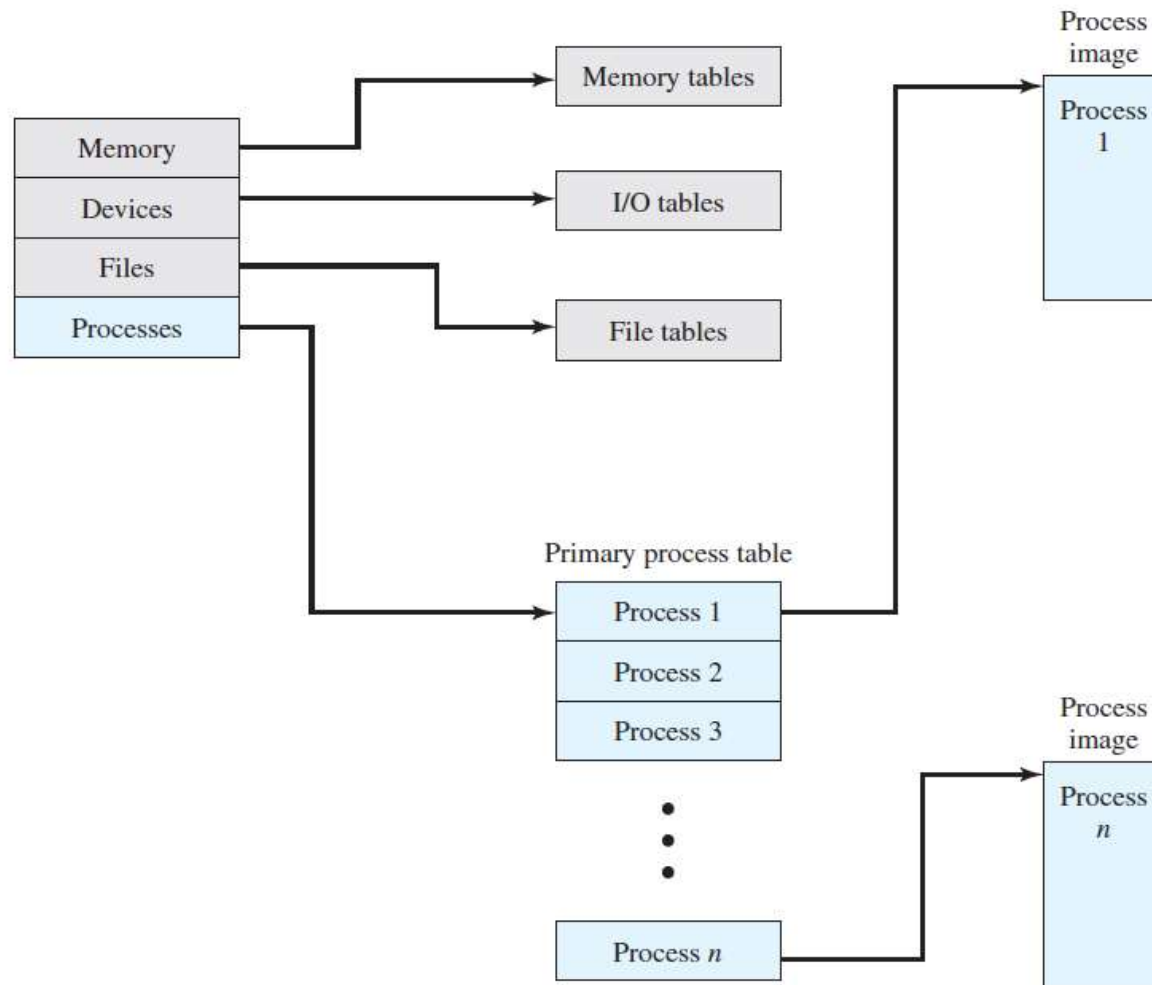 Memory
Devices
Files
Processes
Memory tables
I/O tables
File tables
Primary process table
Process 1
Process 2
Process 3
Process n
Process
image
Process
1
Process
image
Process
n